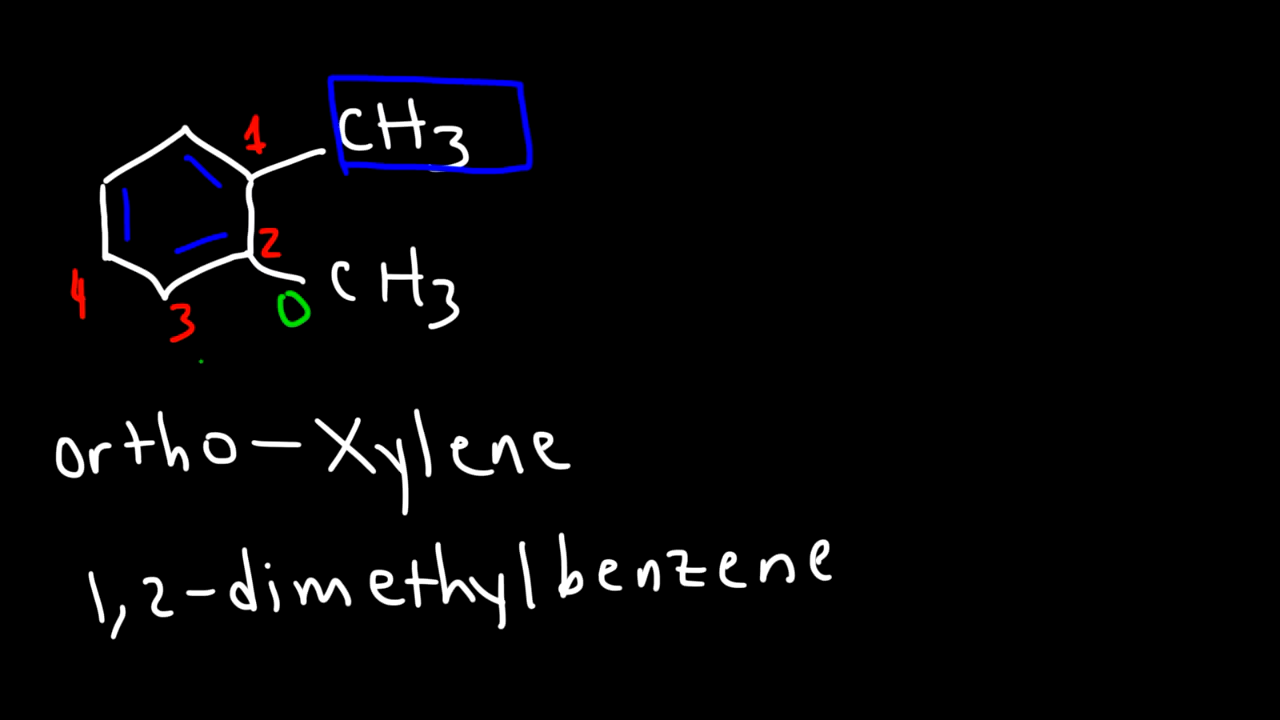 1 CH3
2 CH3
4 O
3
ortho-Xylene
1,2-dimethylbenzene